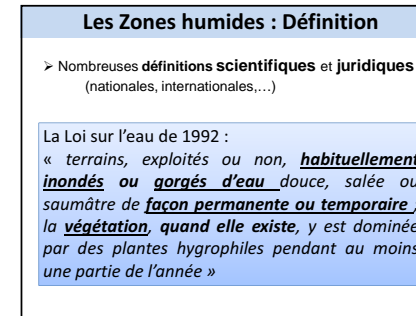 Les Zones humides : Définition
➢ Nombreuses définitions scientifiques et juridiques
(nationales, internationales,…)
La Loi sur l'eau de 1992 :
« terrains, exploités ou non, habituellement
inondés ou gorgés d'eau douce, salée ou
saumâtre de façon permanente ou temporaire ;
la végétation, quand elle existe, y est dominée
par des plantes hygrophiles pendant au moins
une partie de l'année »